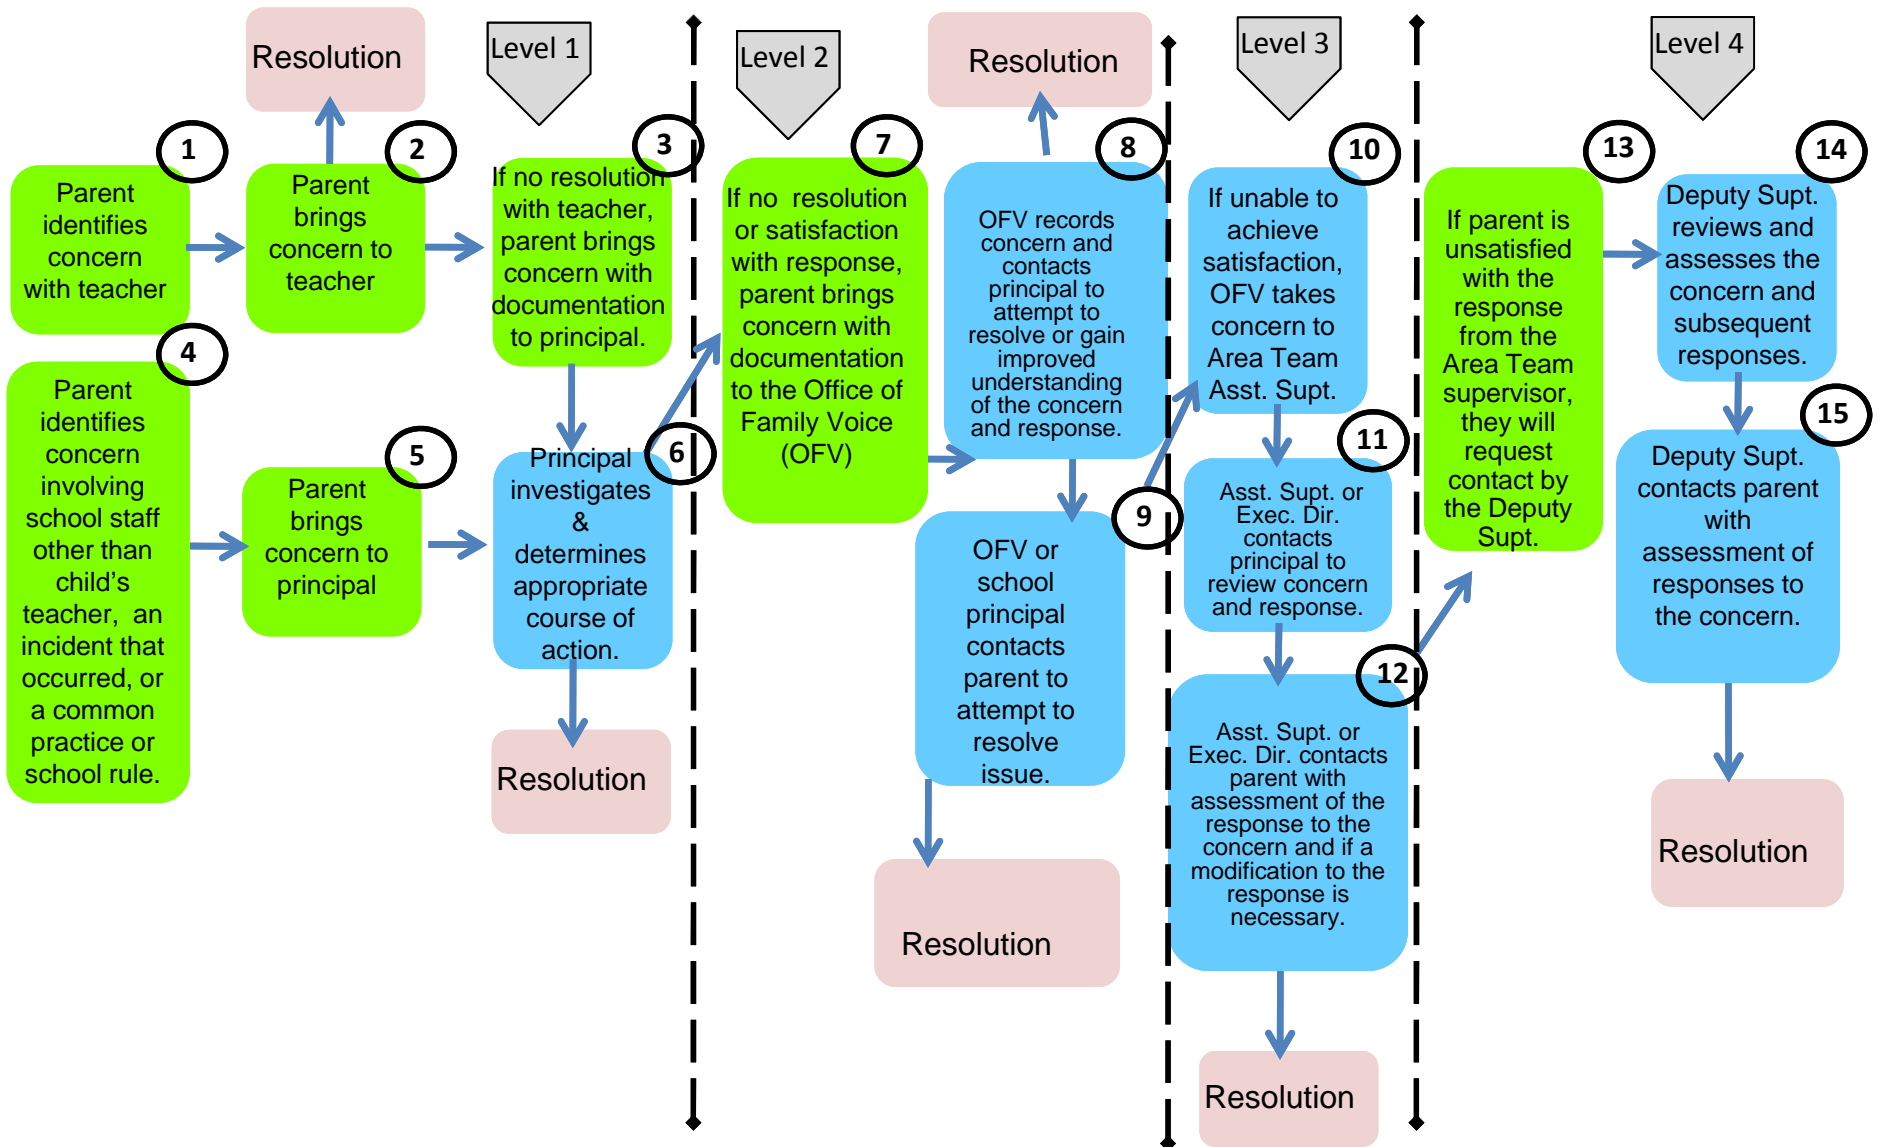 Level 1
Resolution
1
Parent
identifies
concern
with teacher
2
Parent
brings
concern to
teacher
3
If no resolution
with teacher,
parent brings
concern with
documentation
to principal.
4
Parent
identifies
concern
involving
school staff
other than
child’s
teacher,  an
incident that
occurred, or
a common
practice or
school rule.
5
Parent
brings
concern to
principal
6
Principal
investigates
&
determines
appropriate
course of
action.
Resolution
Level 2
Resolution
7
If no  resolution
or satisfaction
with response,
parent brings
concern with
documentation
to the Office of
Family Voice
(OFV)
8
OFV records
concern and
contacts
principal to
attempt to
resolve or gain
improved
understanding
of the concern
and response.
9
OFV or
school
principal
contacts
parent to
attempt to
resolve
issue.
Resolution
Level 3
10
If unable to
achieve
satisfaction,
OFV takes
concern to
Area Team
Asst. Supt.
11
Asst. Supt. or
Exec. Dir.
contacts
principal to
review concern
and response.
12
Asst. Supt. or
Exec. Dir. contacts
parent with
assessment of the
response to the
concern and if a
modification to the
response is
necessary.
Resolution
Level 4
13
If parent is
unsatisfied
with the
response
from the
Area Team
supervisor,
they will
request
contact by
the Deputy
Supt.
14
Deputy Supt.
reviews and
assesses the
concern and
subsequent
responses.
15
Deputy Supt.
contacts parent
with
assessment of
responses to
the concern.
Resolution